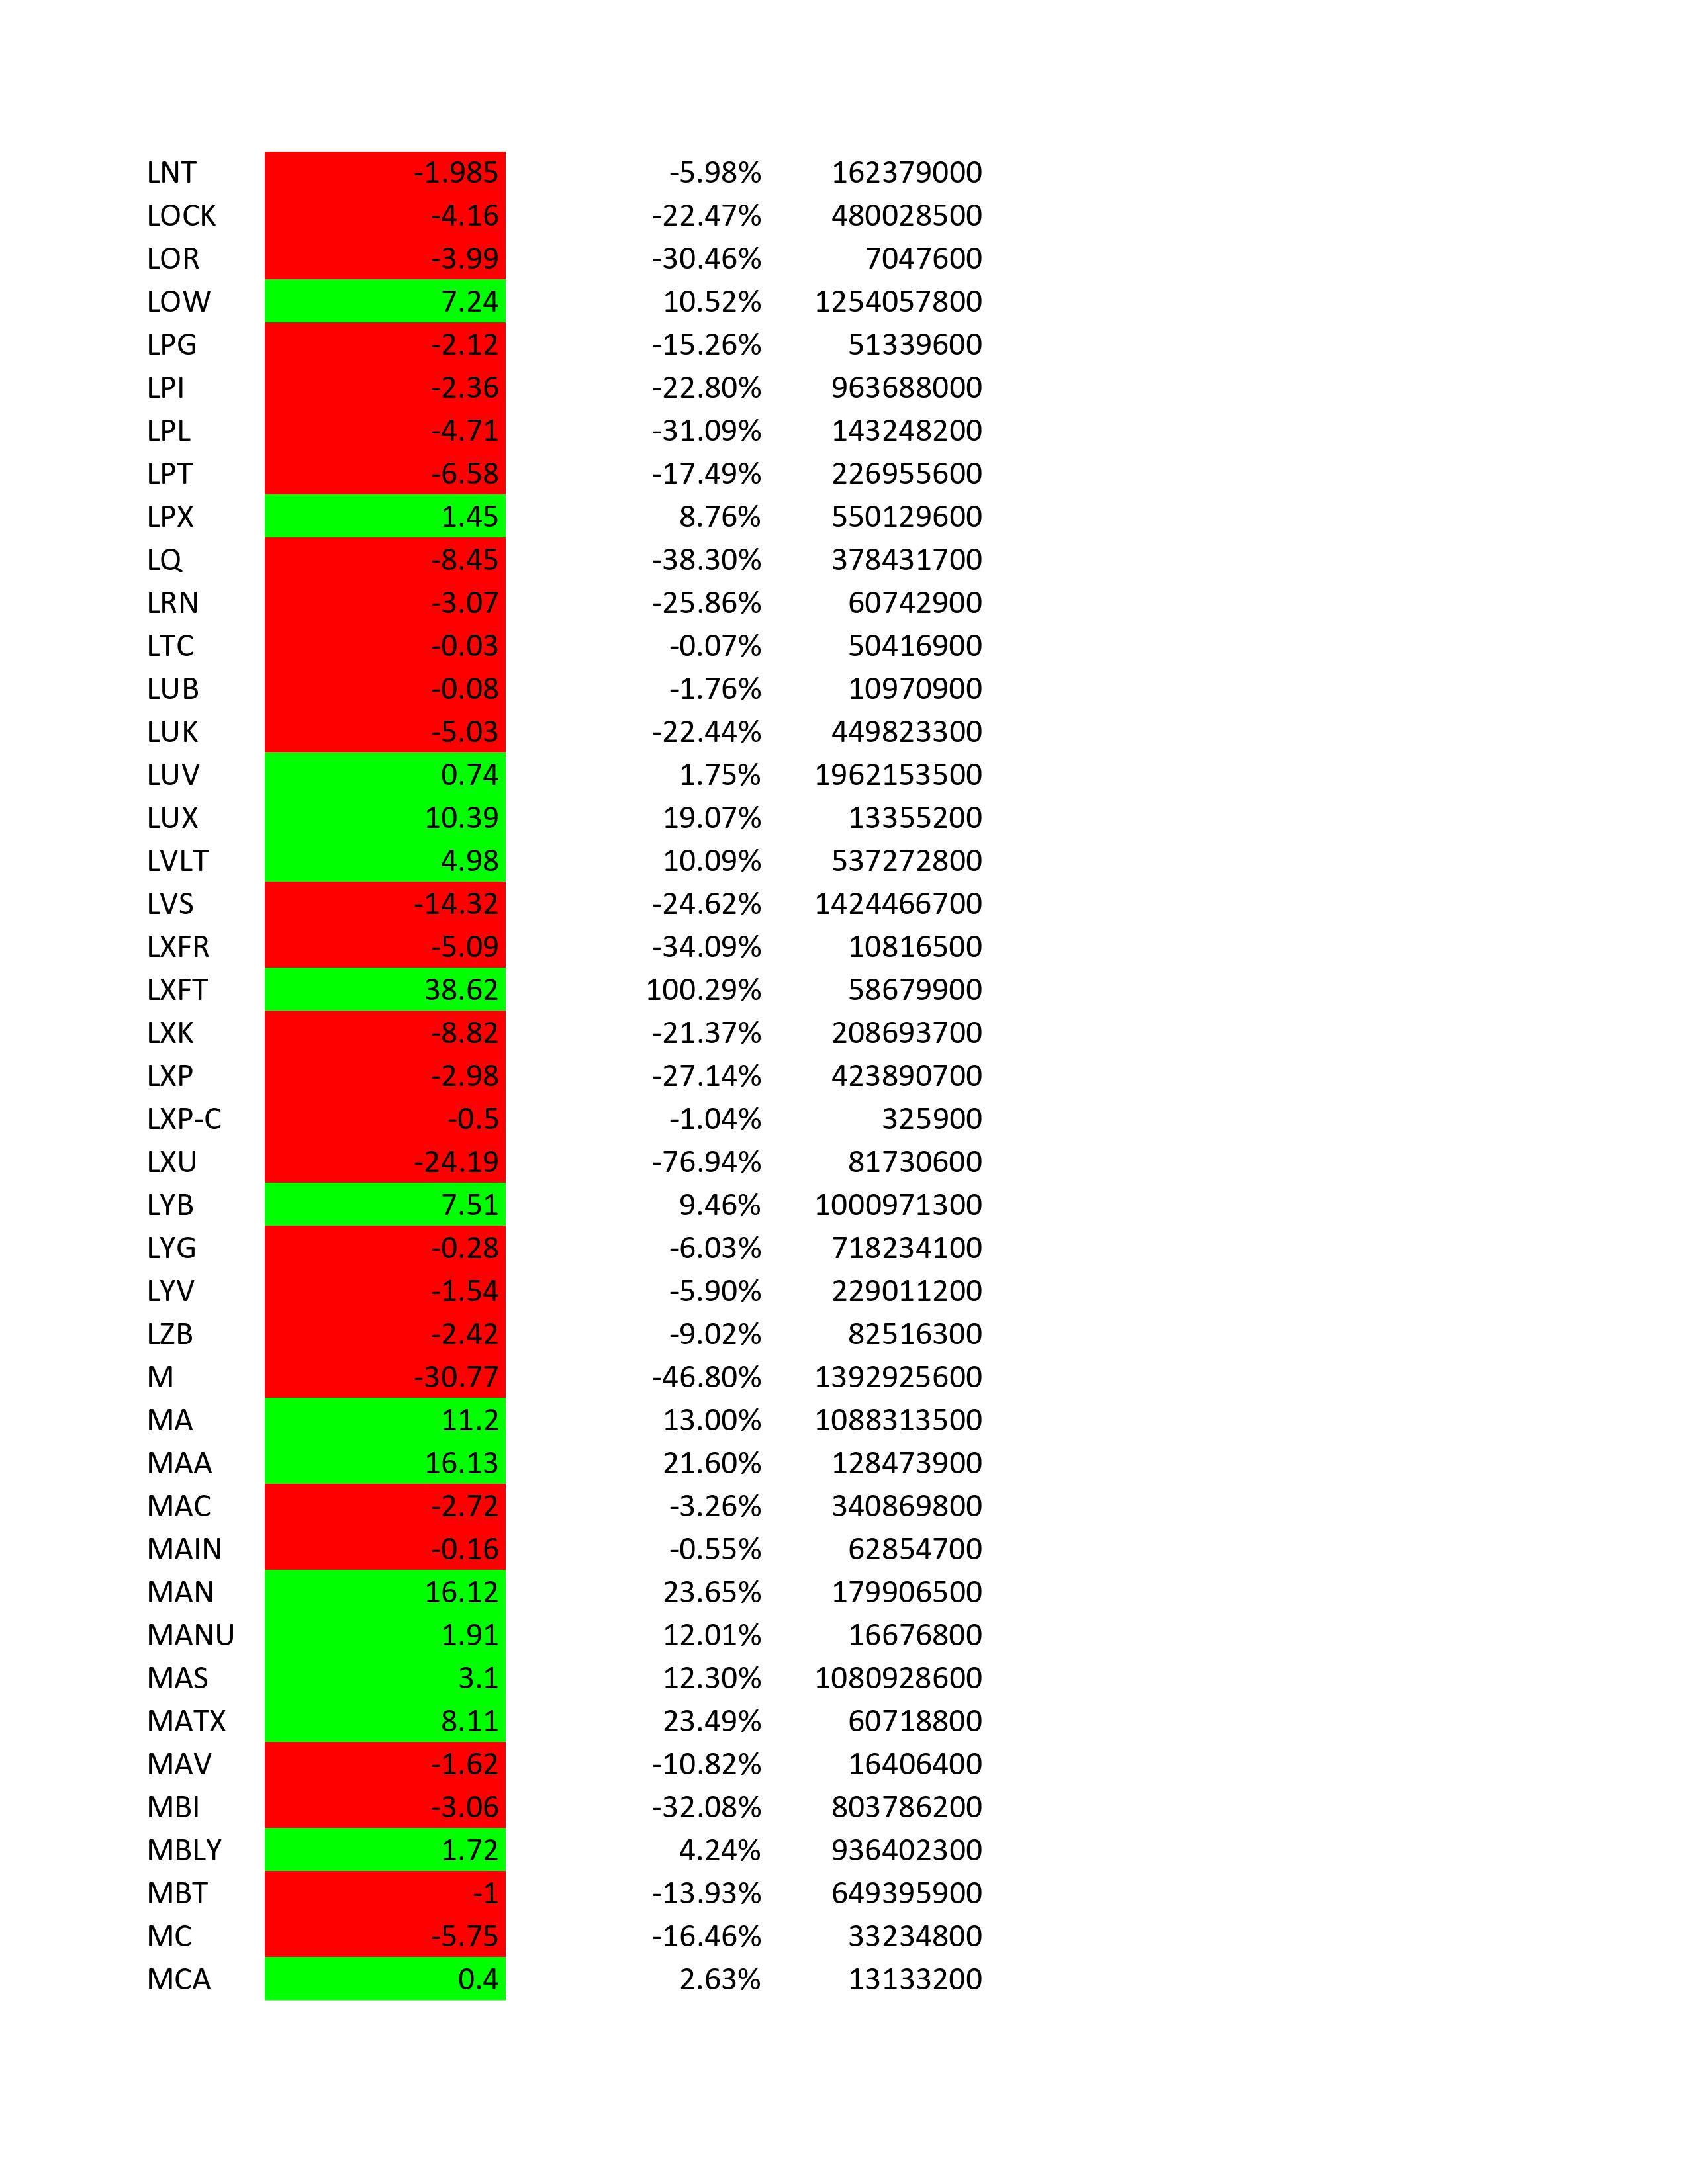 LNT -1.985 -5.98% 162379000
LOCK -4.16 -22.47% 480028500
LOR -3.99 -30.46% 7047600
LOW 7.24 10.52% 1254057800
LPG -2.12 -15.26% 51339600
LPI -2.36 -22.80% 963688000
LPL -4.71 -31.09% 143248200
LPT -6.58 -17.49% 226955600
LPX 1.45 8.76% 550129600
LQ -8.45 -38.30% 378431700
LRN -3.07 -25.86% 60742900
LTC -0.03 -0.07% 50416900
LUB -0.08 -1.76% 10970900
LUK -5.03 -22.44% 449823300
LUV 0.74 1.75% 1962153500
LUX 10.39 19.07% 13355200
LVLT 4.98 10.09% 537272800
LVS -14.32 -24.62% 1424466700
LXFR -5.09 -34.09% 10816500
LXFT 38.62 100.29% 58679900
LXK -8.82 -21.37% 208693700
LXP -2.98 -27.14% 423890700
LXP-C -0.5 -1.04% 325900
LXU -24.19 -76.94% 81730600
LYB 7.51 9.46% 1000971300
LYG -0.28 -6.03% 718234100
LYV -1.54 -5.90% 229011200
LZB -2.42 -9.02% 82516300
M -30.77 -46.80% 1392925600
MA 11.2 13.00% 1088313500
MAA 16.13 21.60% 128473900
MAC -2.72 -3.26% 340869800
MAIN -0.16 -0.55% 62854700
MAN 16.12 23.65% 179906500
MANU 1.91 12.01% 16676800
MAS 3.1 12.30% 1080928600
MATX 8.11 23.49% 60718800
MAV -1.62 -10.82% 16406400
MBI -3.06 -32.08% 803786200
MBLY 1.72 4.24% 936402300
MBT -1 -13.93% 649395900
MC -5.75 -16.46% 33234800
MCA 0.4 2.63% 13133200